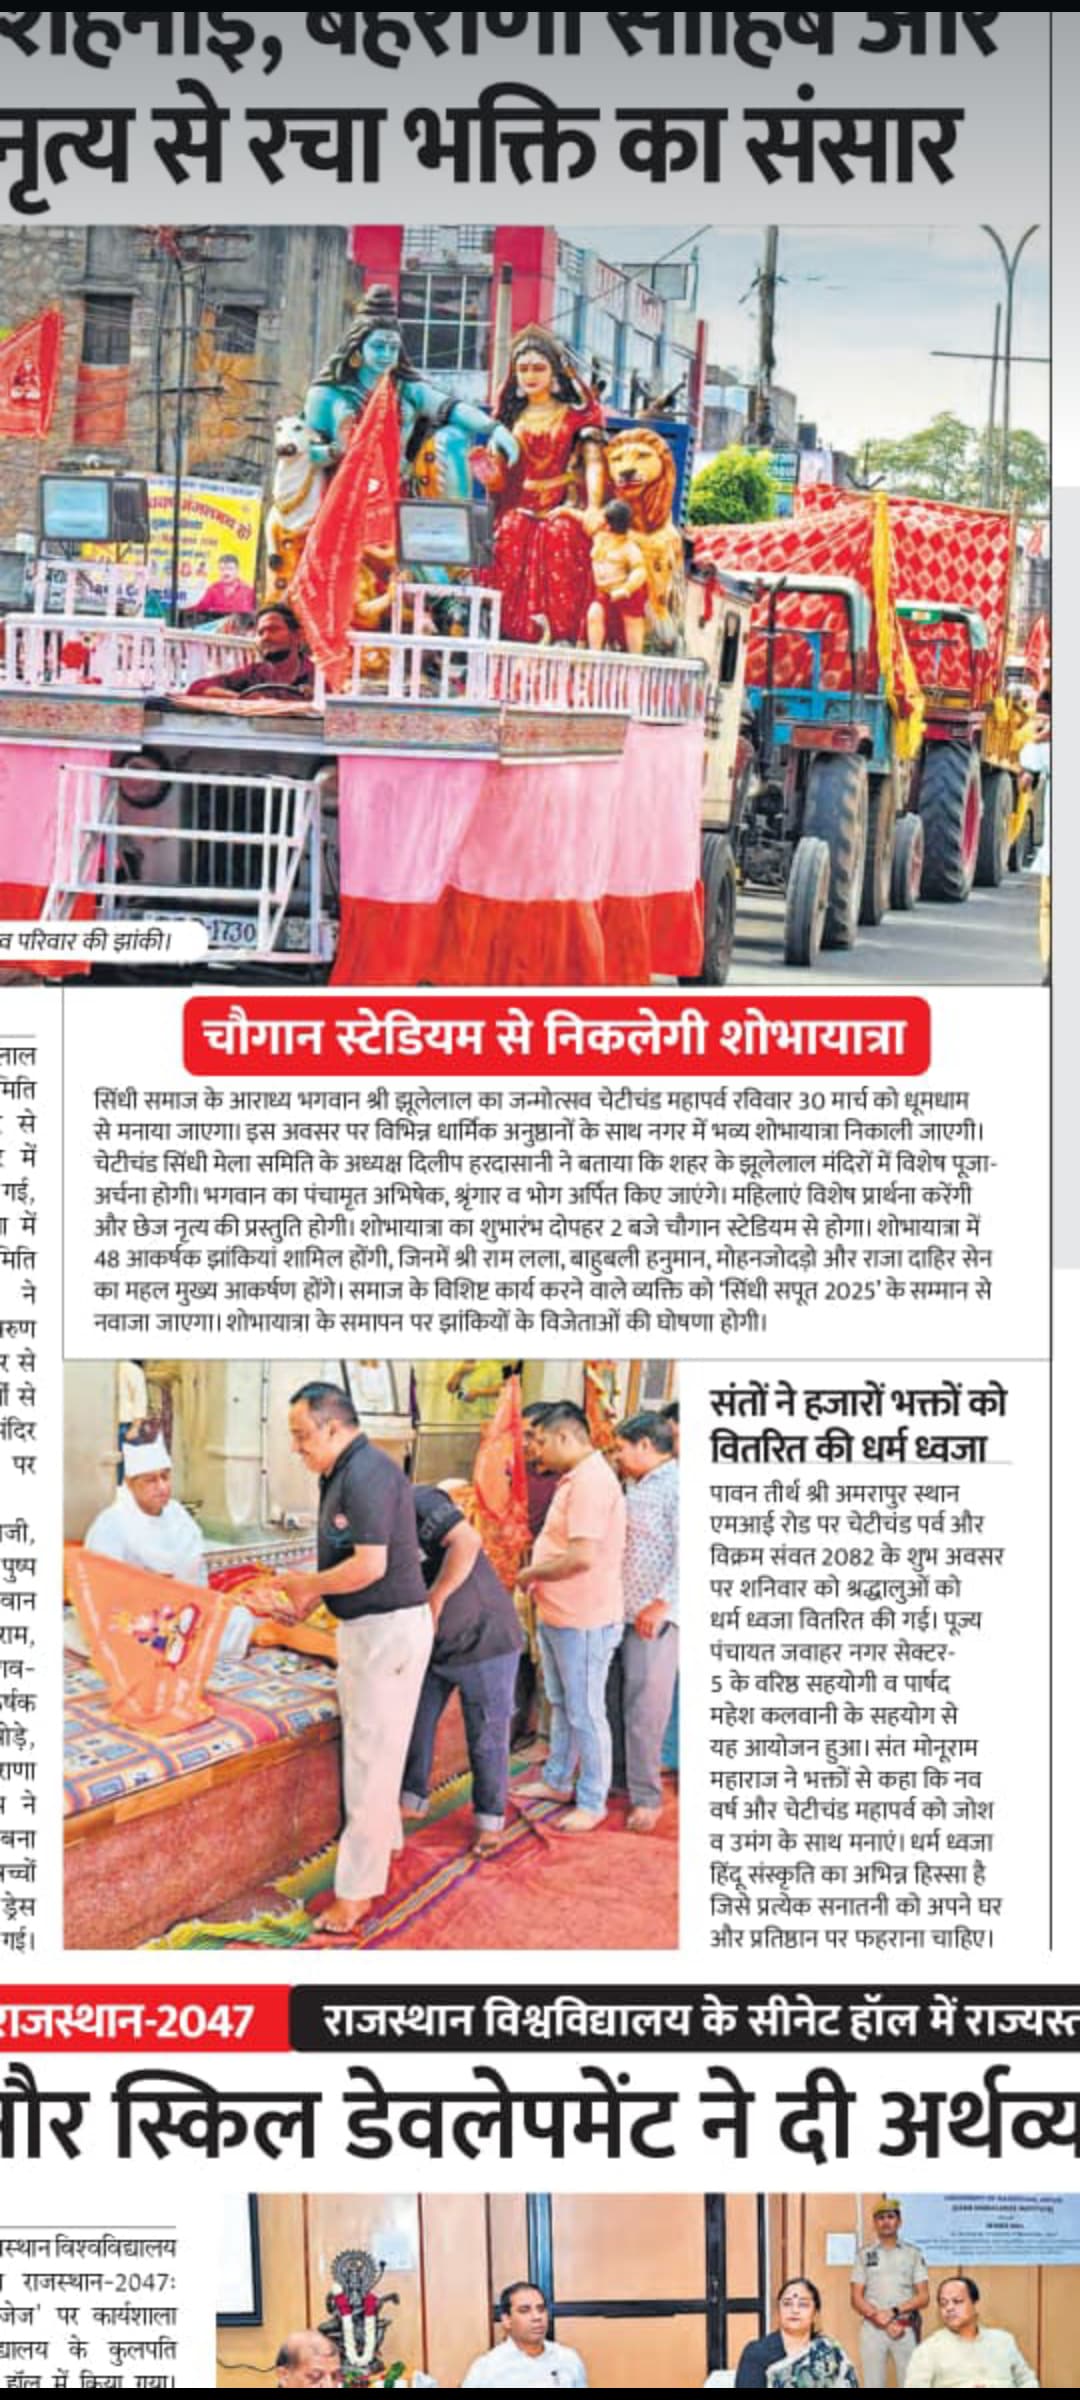 नृत्य से रचा भक्ति का संसार
परिवार की झांकी।
चौगान स्टेडियम से निकलेगी शोभायात्रा
सिंधी समाज के आराध्य भगवान श्री झूलेलाल का जन्मोत्सव चेटीचंड महापर्व रविवार 30 मार्च को धूमधाम
से मनाया जाएगा। इस अवसर पर विभिन्न धार्मिक अनुष्ठानों के साथ नगर में भव्य शोभायात्रा निकाली जाएगी।
चेटीचंड सिंधी मेला समिति के अध्यक्ष दिलीप हरदासानी ने बताया कि शहर के झूलेलाल मंदिरों में विशेष पूजा-
अर्चना होगी। भगवान का पंचामृत अभिषेक, श्रृंगार व भोग अर्पित किए जाएंगे। महिलाएं विशेष प्रार्थना करेंगी
और छेज नृत्य की प्रस्तुति होगी। शोभायात्रा का शुभारंभ दोपहर 2 बजे चौगान स्टेडियम से होगा। शोभायात्रा में
48 आकर्षक झांकियां शामिल होंगी, जिनमें श्री राम लला, बाहुबली हनुमान, मोहनजोदड़ो और राजा दाहिर सेन
का महल मुख्य आकर्षण होंगे। समाज के विशिष्ट कार्य करने वाले व्यक्ति को 'सिंधी सपूत 2025' के सम्मान से
नवाजा जाएगा। शोभायात्रा के समापन पर झांकियों के विजेताओं की घोषणा होगी।
से
में
गई,
में
ने
से
से
पर
पुष्प
ने
ड्रेस
गई।
संतों ने हजारों भक्तों को
वितरित की धर्म ध्वजा
पावन तीर्थ श्री अमरापुर स्थान
एमआई रोड पर चेटीचंड पर्व और
विक्रम संवत 2082 के शुभ अवसर
पर शनिवार को श्रद्धालुओं को
धर्म ध्वजा वितरित की गई। पूज्य
पंचायत जवाहर नगर सेक्टर-
5 के वरिष्ठ सहयोगी व पार्षद
महेश कलवानी के सहयोग से
यह आयोजन हुआ। संत मोनूराम
महाराज ने भक्तों से कहा कि नव
वर्ष और चेटीचंड महापर्व को जोश
व उमंग के साथ मनाएं। धर्म ध्वजा
हिंदू संस्कृति का अभिन्न हिस्सा है
जिसे प्रत्येक सनातनी को अपने घर
और प्रतिष्ठान पर फहराना चाहिए।
राजस्थान-2047
राजस्थान विश्वविद्यालय के सीनेट हॉल में राज्यस्त
और स्किल डेवलेपमेंट ने दी अर्थव्य
स्थान विश्वविद्यालय
राजस्थान-2047:
जेज' पर कार्यशाला
के कुलपति
हॉल में किया गया।